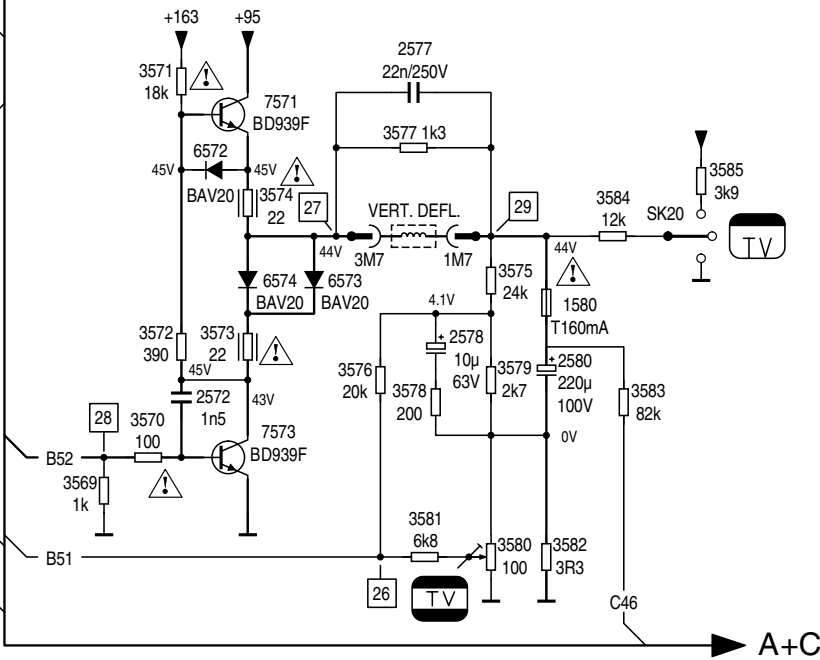 +163 +95
2577
22n/250V
3571
18k
7571
BD939F
3577 1k3
6572
45V
45V
BAV20
3574
22
27
VERT. DEFL.
29
3585
3k9
3584
12k
SK20
TV
44V
3M7
1M7
44V
6574
BAV20
6573
BAV20
3575
24k
1580
T160mA
4.1V
3572
390
3573
22
2578
10µ
63V
3576
20k
3579
2k7
2580
220µ
100V
45V
2572
1n5
43V
3578
200
3583
82k
28
3570
100
7573
BD939F
0V
B52
3569
1k
3581
6k8
3580
100
3582
3R3
B51
26
TV
C46
A+C